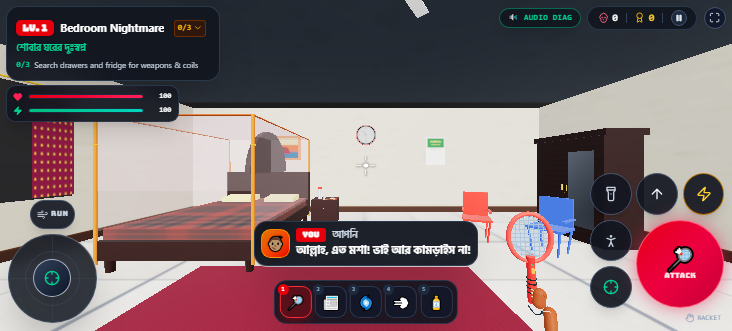 LV. 1 Bedroom Nightmare 0/3
শোবার ঘরের দুঃস্বপ্ন
0/3 Search drawers and fridge for weapons & coils
AUDIO DIAG
0 0
100
100
RUN
YOU আপনি
আল্লাহ, এত মশা! ভাই আর কামড়াইস না!
ATTACK
1 2 3 4 5
RACKET